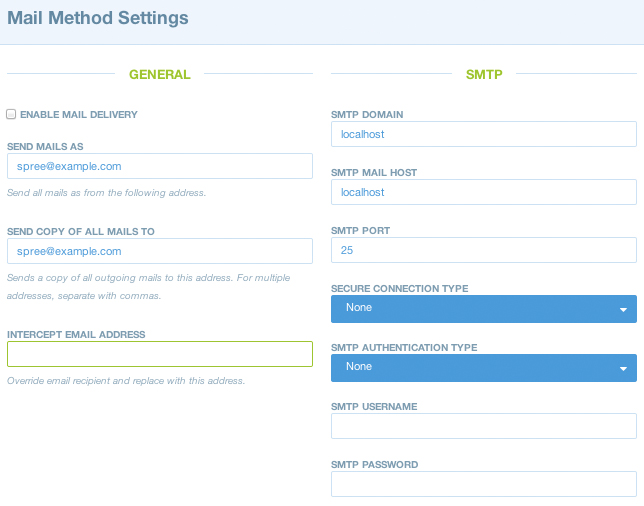 Mail Method Settings
GENERAL
ENABLE MAIL DELIVERY
SEND MAILS AS
spree@example.com
Send all mails as from the following address.
SEND COPY OF ALL MAILS TO
spree@example.com
Sends a copy of all outgoing mails to this address. For multiple
addresses, separate with commas.
INTERCEPT EMAIL ADDRESS
Override email recipient and replace with this address.
SMTP
SMTP DOMAIN
localhost
SMTP MAIL HOST
localhost
SMTP PORT
25
SECURE CONNECTION TYPE
None
SMTP AUTHENTICATION TYPE
None
SMTP USERNAME
SMTP PASSWORD